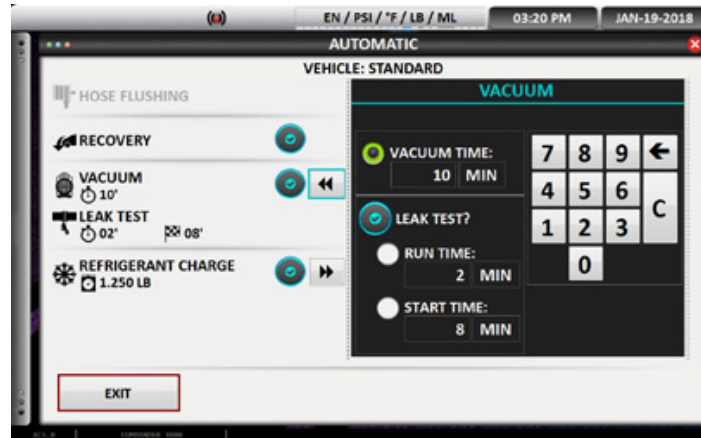 EN / PSI / °F / LB / ML 03:20 PM JAN-19-2018
AUTOMATIC
VEHICLE: STANDARD
HOSE FLUSHING
RECOVERY
VACUUM
10'
LEAK TEST
02' 08'
REFRIGERANT CHARGE
1.250 LB
EXIT
VACUUM
VACUUM TIME:
10 MIN
LEAK TEST?
RUN TIME:
2 MIN
START TIME:
8 MIN
7 8 9 ←
4 5 6 C
1 2 3
0